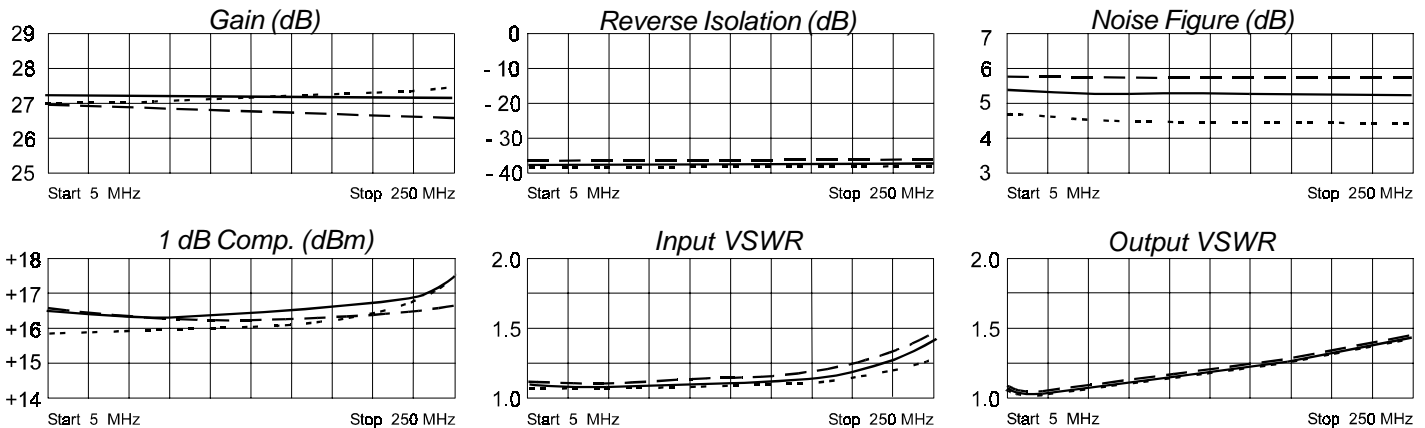 Gain (dB)
29
28
27
26
25
Start 5 MHz
Stop 250 MHz
Reverse Isolation (dB)
0
- 10
- 20
- 30
- 40
Start 5 MHz
Stop 250 MHz
Noise Figure (dB)
7
6
5
4
3
Start 5 MHz
Stop 250 MHz
1 dB Comp. (dBm)
+18
+17
+16
+15
+14
Start 5 MHz
Stop 250 MHz
Input VSWR
2.0
1.5
1.0
Start 5 MHz
Stop 250 MHz
Output VSWR
2.0
1.5
1.0
Start 5 MHz
Stop 250 MHz